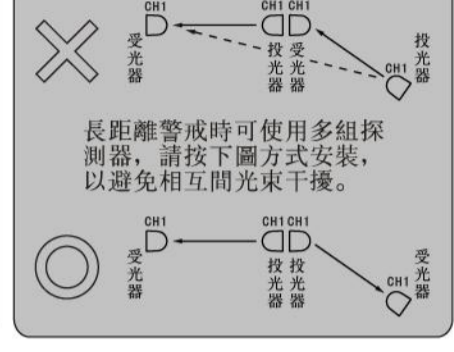 CH1
CH1 CH1
受光器
投光器
受光器
CH1
投光器
長距離警戒時可使用多組探
測器，請按下圖方式安裝，
以避免相互間光束干擾。
CH1
CH1 CH1
受光器
投光器
投光器
CH1
受光器